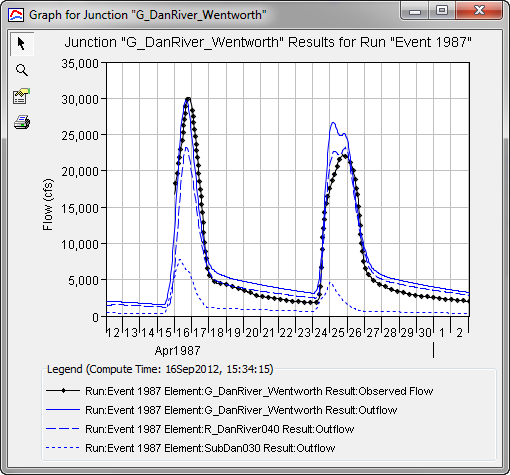 Graph for Junction "G_DanRiver_Wentworth"
Junction "G_DanRiver_Wentworth" Results for Run "Event 1987"
35,000
30,000
25,000
20,000
15,000
10,000
5,000
0
Flow (cfs)
12 13 14 15 16 17 18 19 20 21 22 23 24 25 26 27 28 29 30 1 2
Apr1987
Legend (Compute Time: 16Sep2012, 15:34:15)
Run:Event 1987 Element:G_DanRiver_Wentworth Result:Observed Flow
Run:Event 1987 Element:G_DanRiver_Wentworth Result:Outflow
Run:Event 1987 Element:R_DanRiver040 Result:Outflow
Run:Event 1987 Element:SubDan030 Result:Outflow